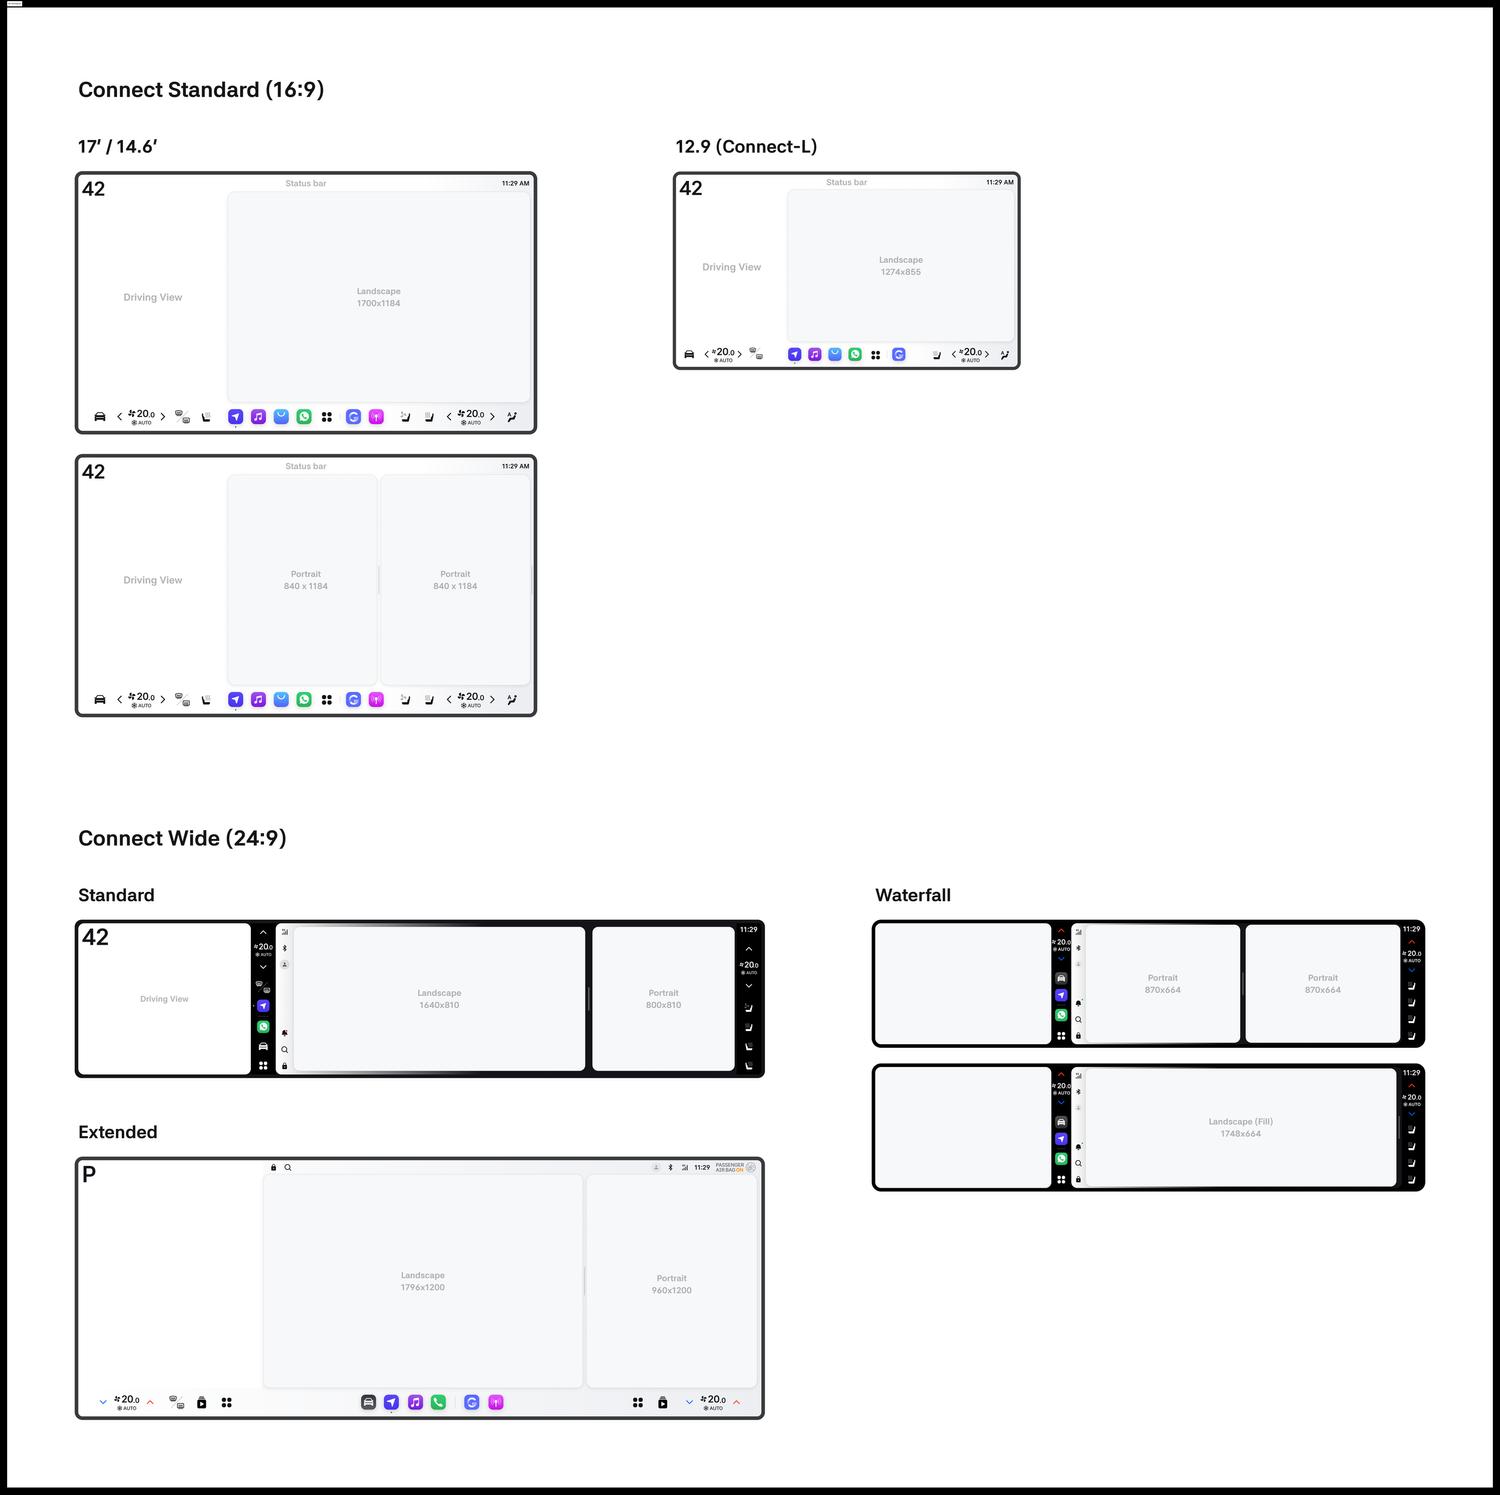 Connect Standard (16:9)
17′ / 14.6′
42
Status bar
11:29 AM
Driving View
Landscape
1700x1184
20.0
AUTO
20.0
AUTO
42
Status bar
11:29 AM
Driving View
Portrait
840 x 1184
Portrait
840 x 1184
20.0
AUTO
20.0
AUTO
12.9 (Connect-L)
42
Status bar
11:29 AM
Driving View
Landscape
1274x855
20.0
AUTO
20.0
AUTO
Connect Wide (24:9)
Standard
42
Driving View
20.0
AUTO
Landscape
1640x810
Portrait
800x810
11:29
20.0
AUTO
Extended
P
11:29
PASSENGER
AIR BAG ON
Landscape
1796x1200
Portrait
960x1200
20.0
AUTO
20.0
AUTO
Waterfall
20.0
AUTO
Portrait
870x664
Portrait
870x664
11:29
20.0
AUTO
20.0
AUTO
Landscape (Fill)
1748x664
11:29
20.0
AUTO